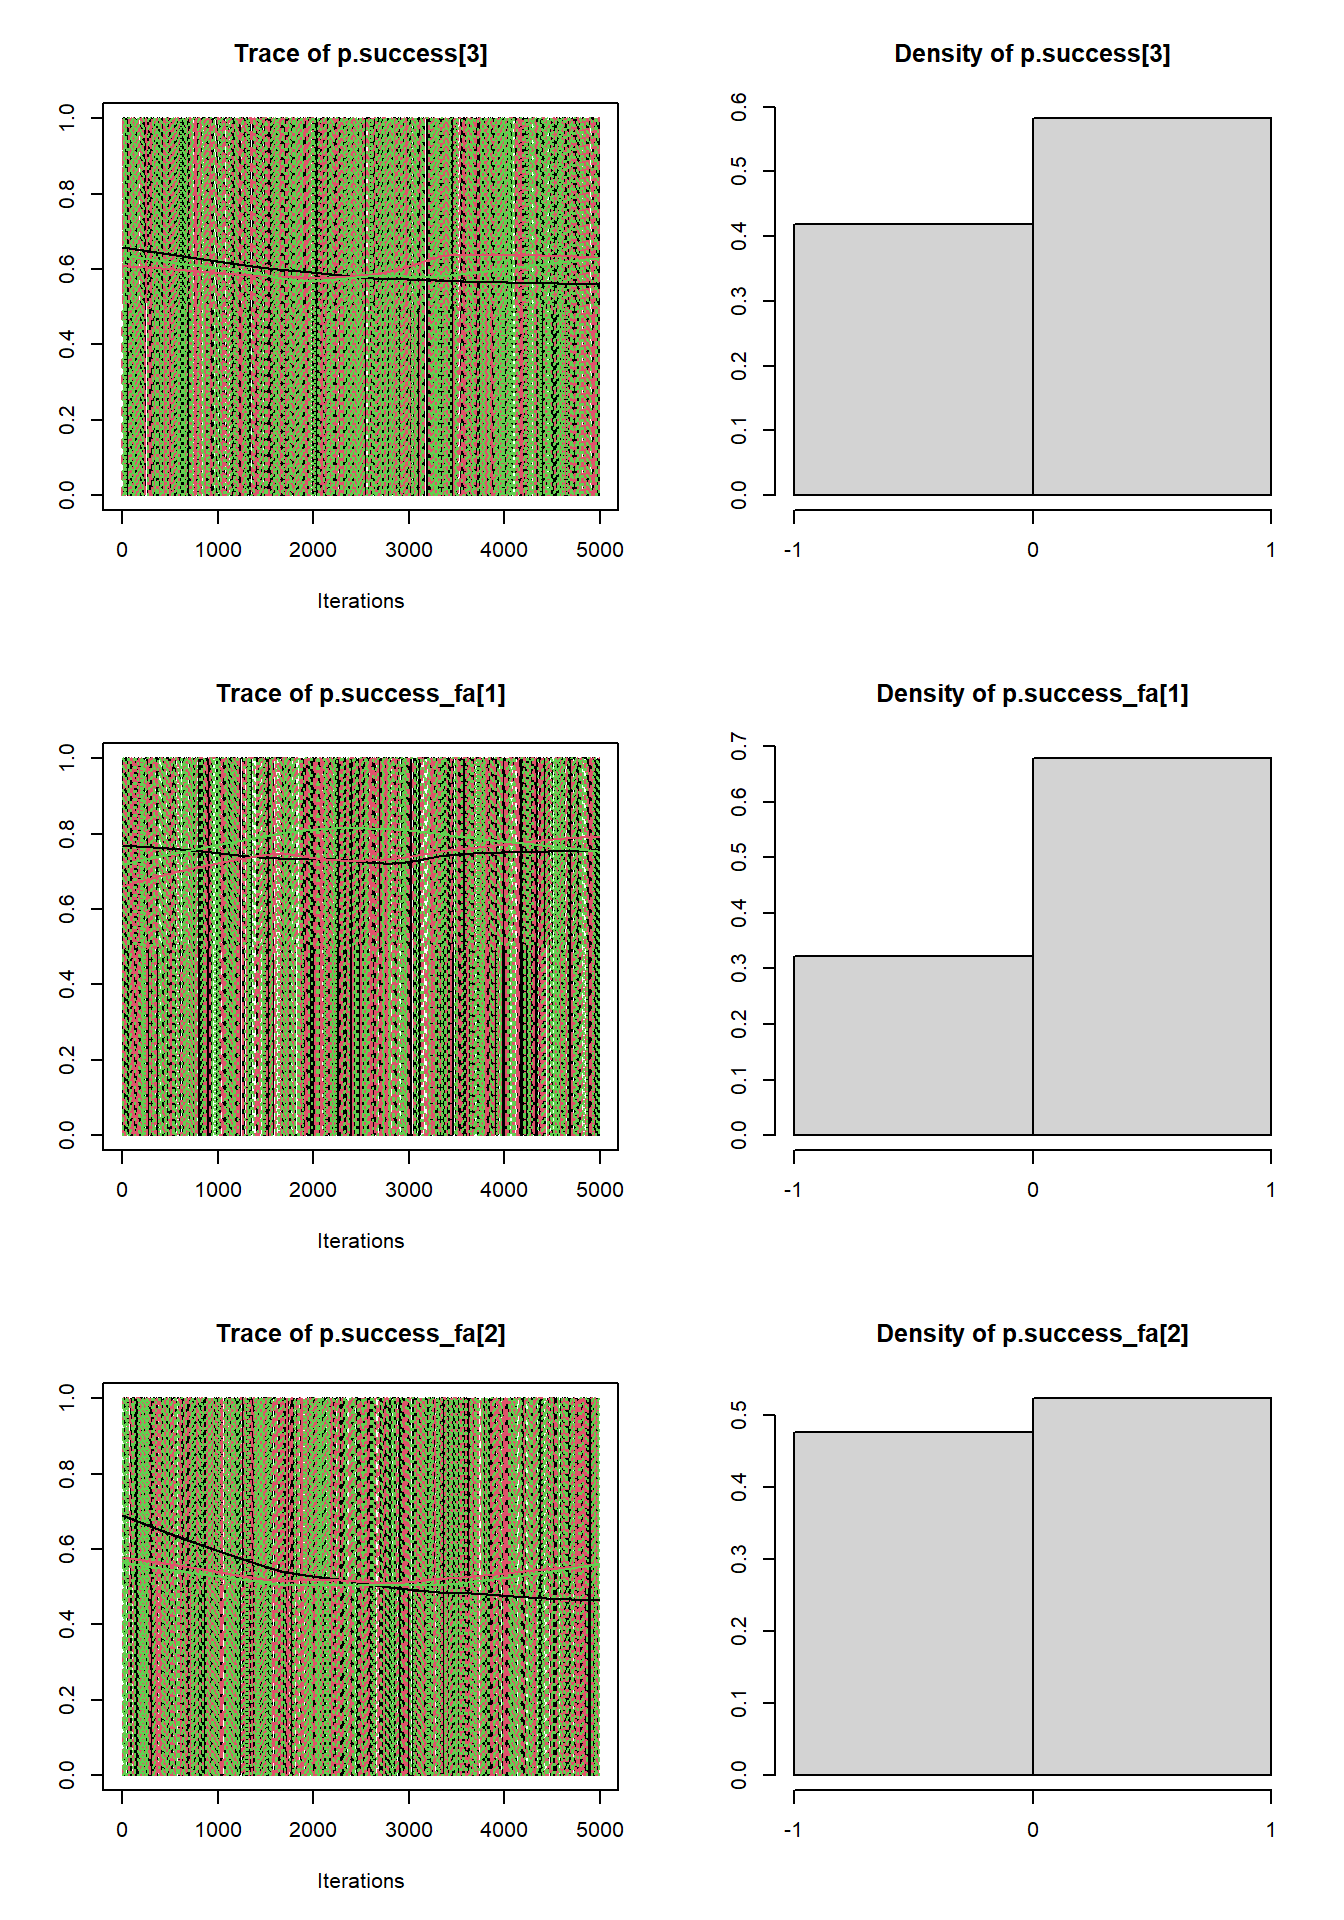 Trace of p.success[3]
1.0
0.8
0.6
0.4
0.2
0.0
0 1000 2000 3000 4000 5000
Iterations
Density of p.success[3]
0.6
0.5
0.4
0.3
0.2
0.1
0.0
-1 0 1
Trace of p.success_fa[1]
1.0
0.8
0.6
0.4
0.2
0.0
0 1000 2000 3000 4000 5000
Iterations
Density of p.success_fa[1]
0.7
0.6
0.5
0.4
0.3
0.2
0.1
0.0
-1 0 1
Trace of p.success_fa[2]
1.0
0.8
0.6
0.4
0.2
0.0
0 1000 2000 3000 4000 5000
Iterations
Density of p.success_fa[2]
0.5
0.4
0.3
0.2
0.1
0.0
-1 0 1